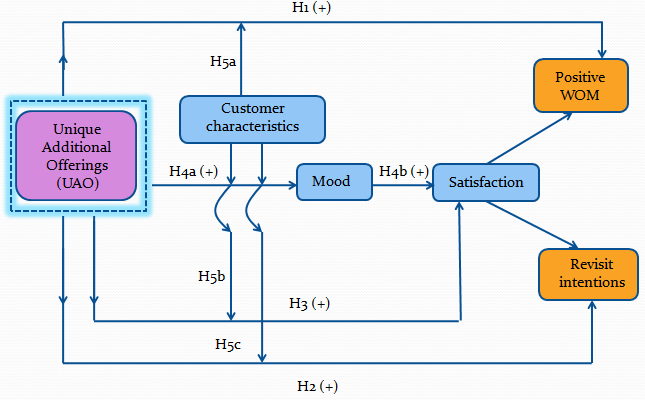 H1 (+)
H5a
Positive
WOM
Customer
characteristics
Unique
Additional
Offerings
(UAO)
H4a (+)
Mood
H4b (+)
Satisfaction
Revisit
intentions
H5b
H3 (+)
H5c
H2 (+)